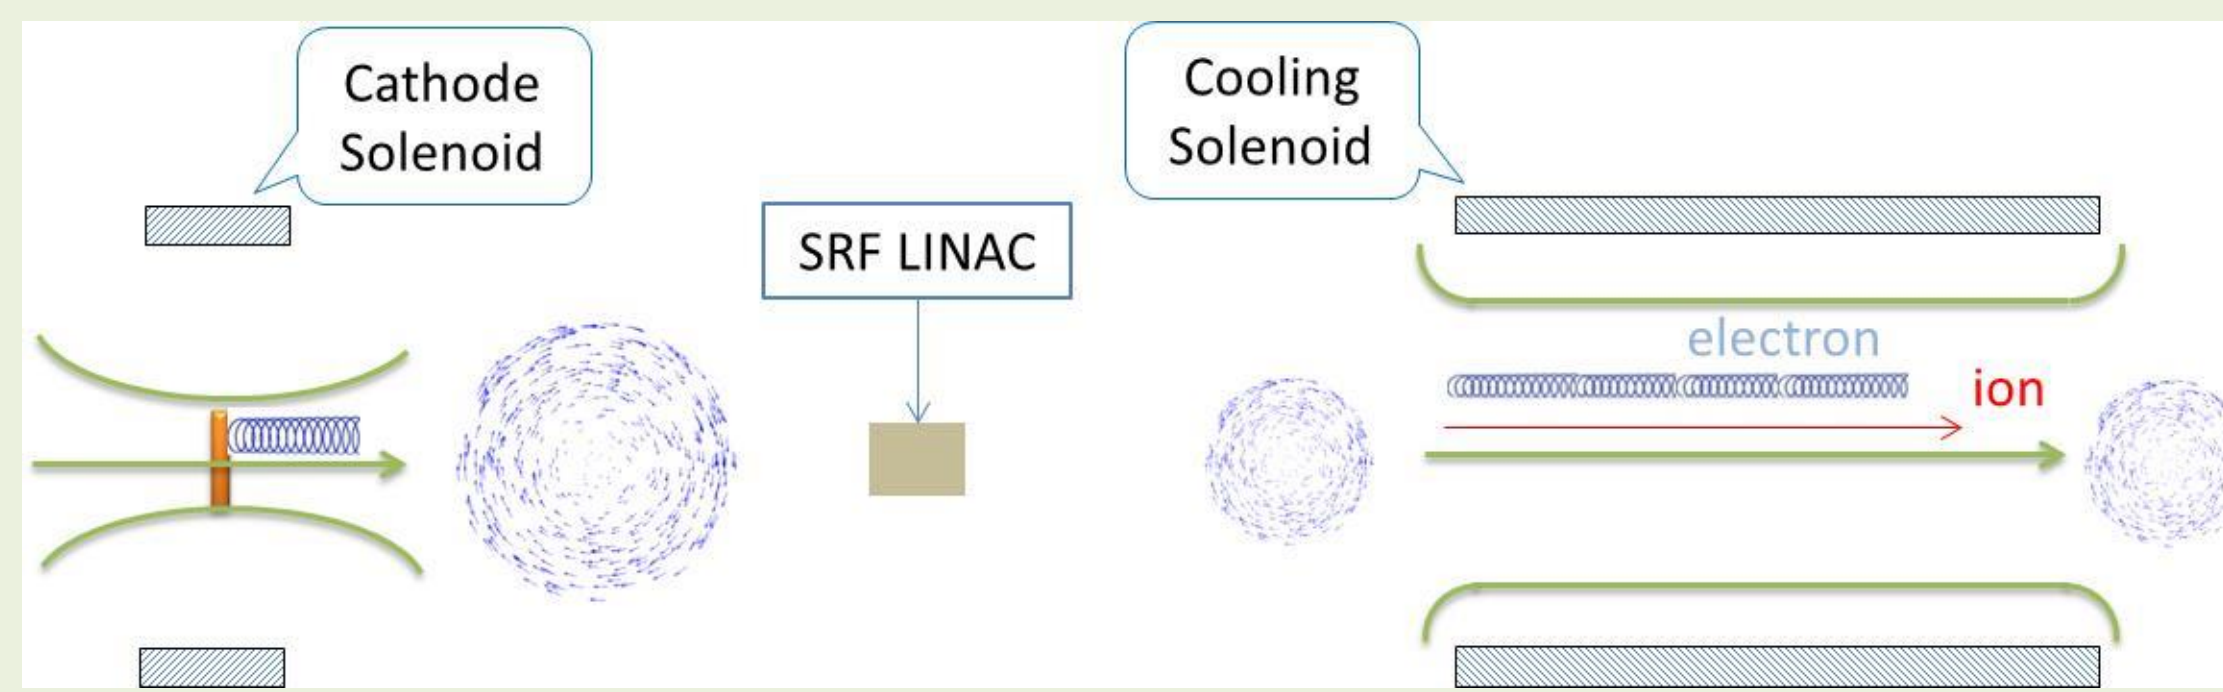 Cathode
Solenoid
Cooling
Solenoid
SRF LINAC
electron
ion